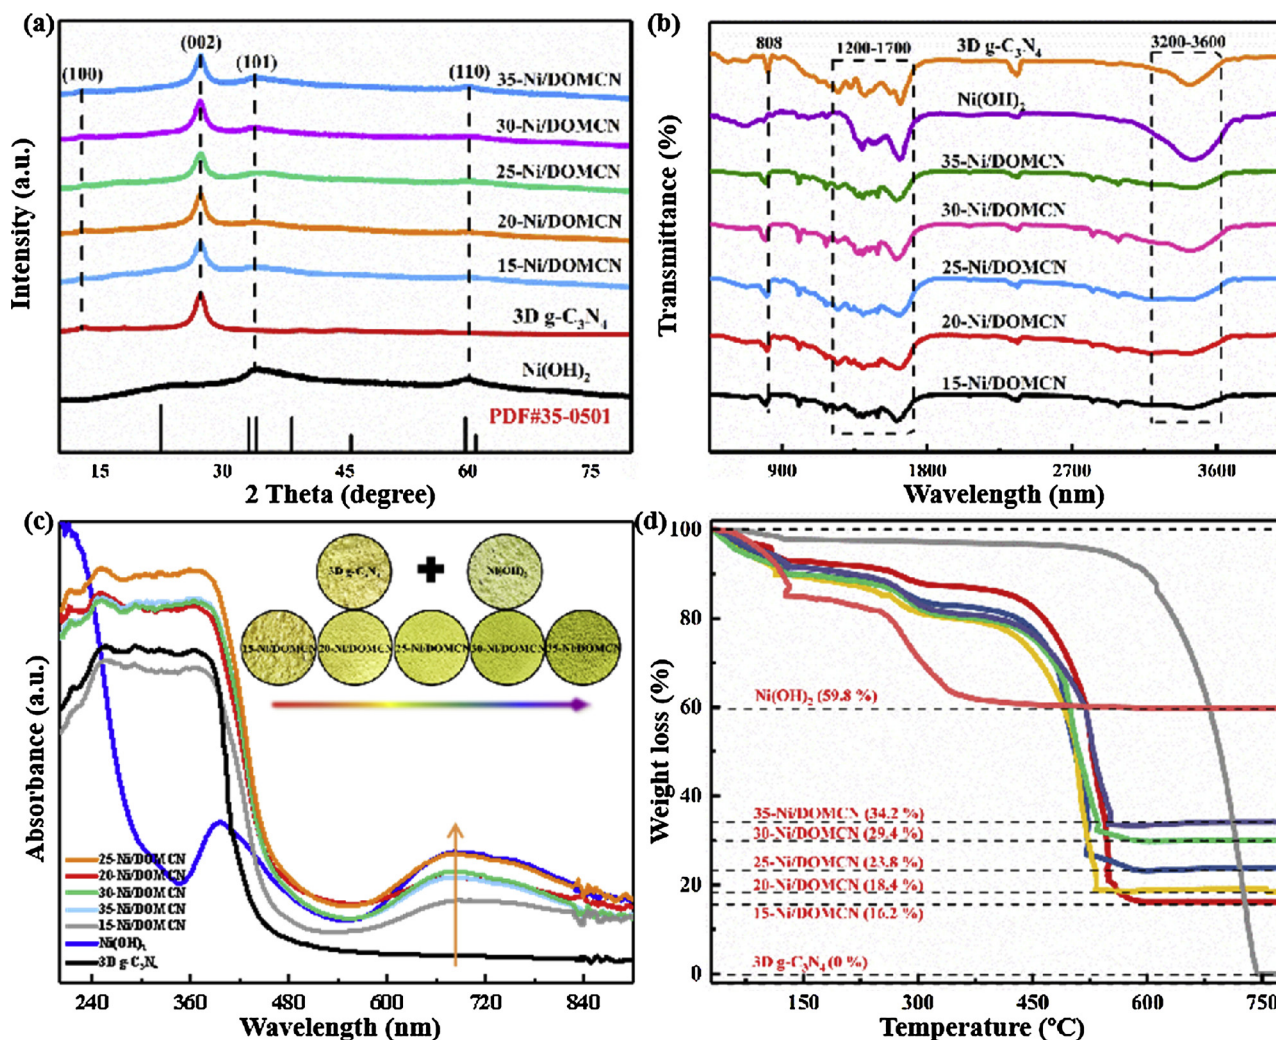 (a)
(002)
(100)
(101)
(110)
35-Ni/DOMCN
30-Ni/DOMCN
25-Ni/DOMCN
20-Ni/DOMCN
15-Ni/DOMCN
3D g-C₃N₄
Ni(OH)₂
PDF#35-0501
Intensity (a.u.)
15 30 45 60 75
2 Theta (degree)
(b)
808
1200-1700
3D g-C₃N₄
3200-3600
Ni(OH)₂
35-Ni/DOMCN
30-Ni/DOMCN
25-Ni/DOMCN
20-Ni/DOMCN
15-Ni/DOMCN
Transmittance (%)
900 1800 2700 3600
Wavelength (nm)
(c)
3D g-C₃N₄
+
Ni(OH)₂
15-Ni/DOMCN 20-Ni/DOMCN 25-Ni/DOMCN 30-Ni/DOMCN 35-Ni/DOMCN
25-Ni/DOMCN
20-Ni/DOMCN
30-Ni/DOMCN
35-Ni/DOMCN
15-Ni/DOMCN
Ni(OH)₂
3D g-C₃N₄
Absorbance (a.u.)
240 360 480 600 720 840
Wavelength (nm)
(d)
100
80
60
40
20
0
Ni(OH)₂ (59.8 %)
35-Ni/DOMCN (34.2 %)
30-Ni/DOMCN (29.4 %)
25-Ni/DOMCN (23.8 %)
20-Ni/DOMCN (18.4 %)
15-Ni/DOMCN (16.2 %)
3D g-C₃N₄ (0 %)
Weight loss (%)
150 300 450 600 750
Temperature (°C)